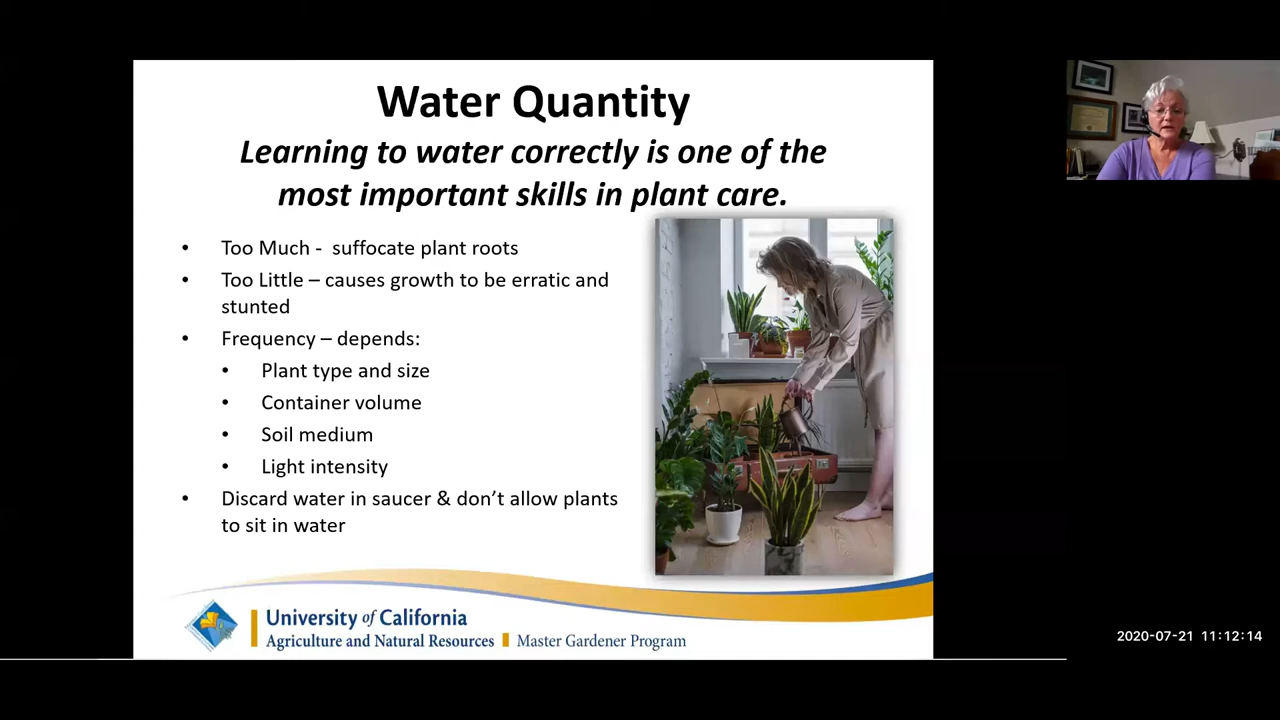 Water Quantity
Learning to water correctly is one of the
most important skills in plant care.
• Too Much - suffocate plant roots
• Too Little – causes growth to be erratic and
stunted
• Frequency – depends:
• Plant type and size
• Container volume
• Soil medium
• Light intensity
• Discard water in saucer & don’t allow plants
to sit in water
University of California
Agriculture and Natural Resources Master Gardener Program
2020-07-21 11:12:14